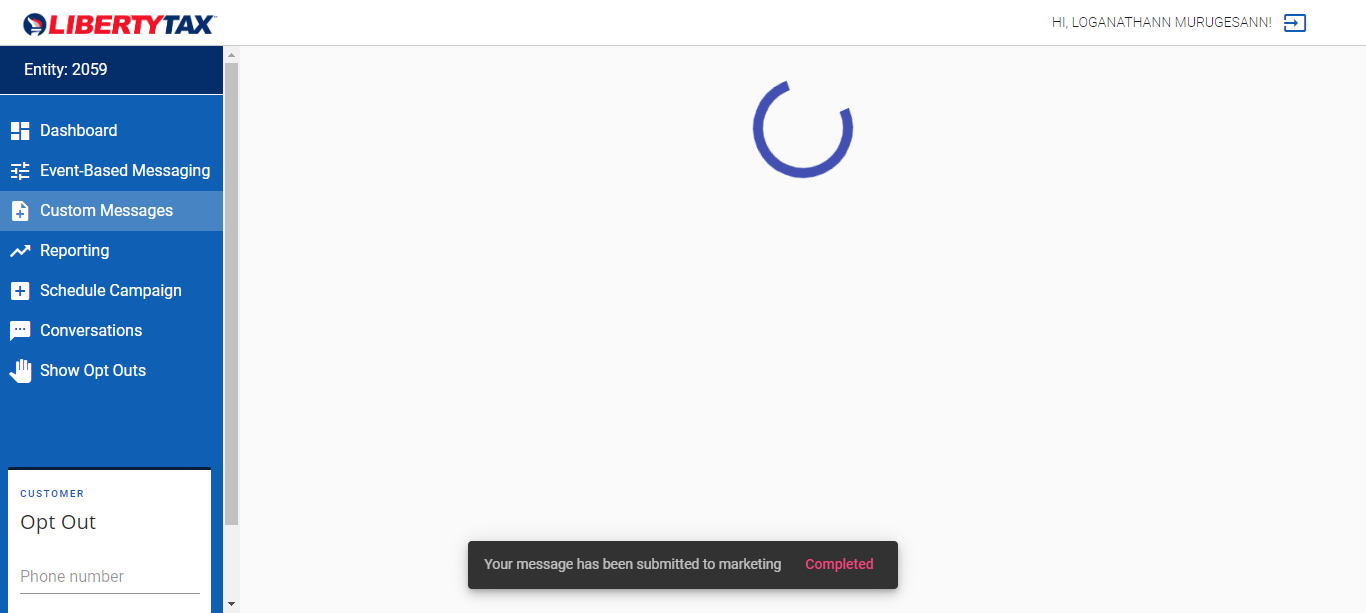 LIBERTYTAX
HI, LOGANATHANN MURUGESANN!
Entity: 2059
Dashboard
Event-Based Messaging
Custom Messages
Reporting
Schedule Campaign
Conversations
Show Opt Outs
CUSTOMER
Opt Out
Phone number
Your message has been submitted to marketing Completed